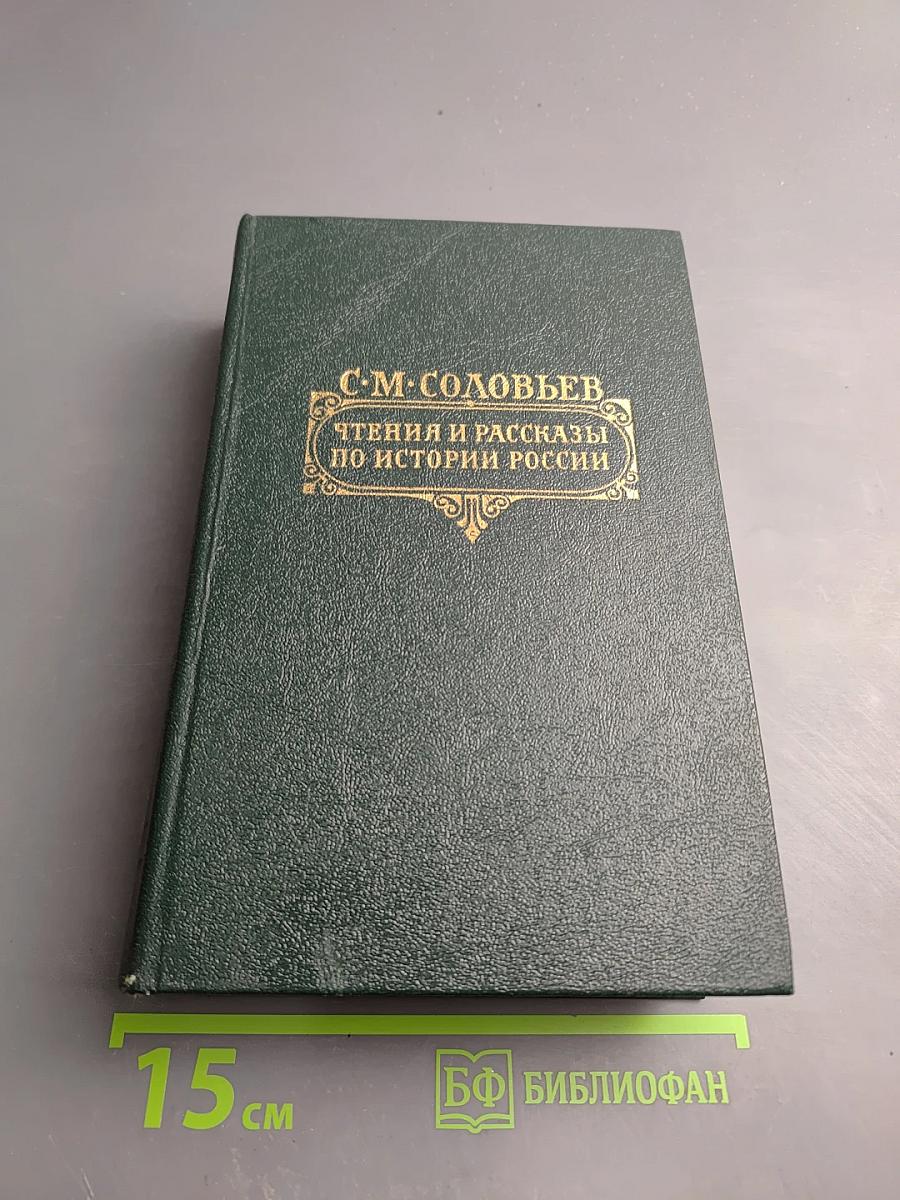 С·М·СОЛОВЬЕВ
ЧТЕНИЯ И РАССКАЗЫ
ПО ИСТОРИИ РОССИИ
15 см
БФ БИБЛИОФАН